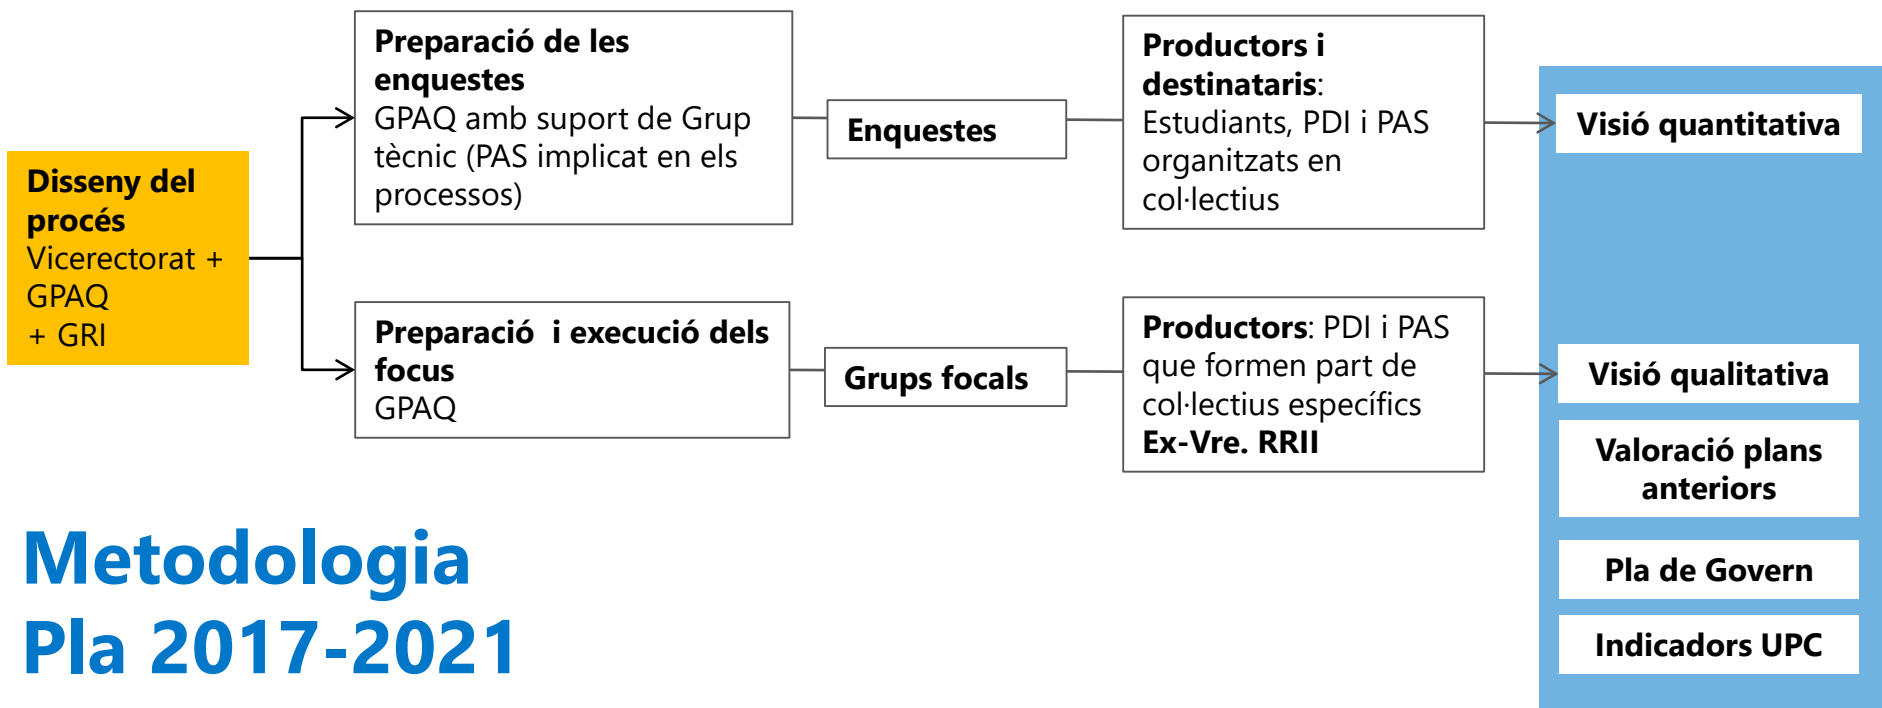 Disseny del
procés
Vicerectorat +
GPAQ
+ GRI
Preparació de les
enquestes
GPAQ amb suport de Grup
tècnic (PAS implicat en els
processos)
Enquestes
Productors i
destinataris:
Estudiants, PDI i PAS
organitzats en
col·lectius
Visió quantitativa
Preparació i execució dels
focus
GPAQ
Grups focals
Productors: PDI i PAS
que formen part de
col·lectius específics
Ex-Vre. RRII
Visió qualitativa
Valoració plans
anteriors
Pla de Govern
Indicadors UPC
Metodologia
Pla 2017-2021